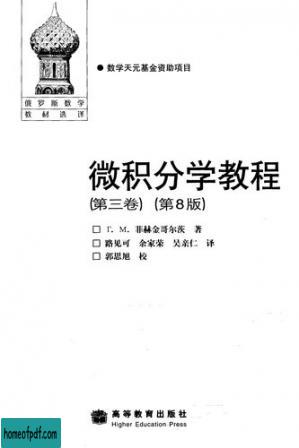 俄罗斯数学
教材选译
● 数学天元基金资助项目
微积分学教程
(第三卷) (第8版)
□ Г. М. 菲赫金哥尔茨 著
□ 路见可 余家荣 吴亲仁 译
□ 郭思旭 校
高等教育出版社
Higher Education Press
homeofpdf.com